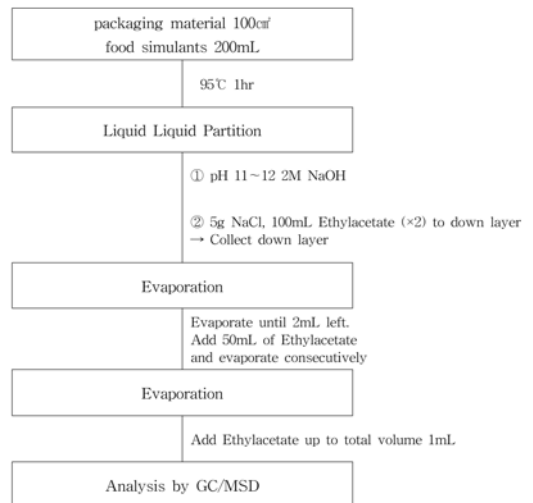 packaging material 100㎠
food simulants 200mL
95℃ 1hr
Liquid Liquid Partition
① pH 11~12 2M NaOH
② 5g NaCl, 100mL Ethylacetate (×2) to down layer
→ Collect down layer
Evaporation
Evaporate until 2mL left.
Add 50mL of Ethylacetate
and evaporate consecutively
Evaporation
Add Ethylacetate up to total volume 1mL
Analysis by GC/MSD